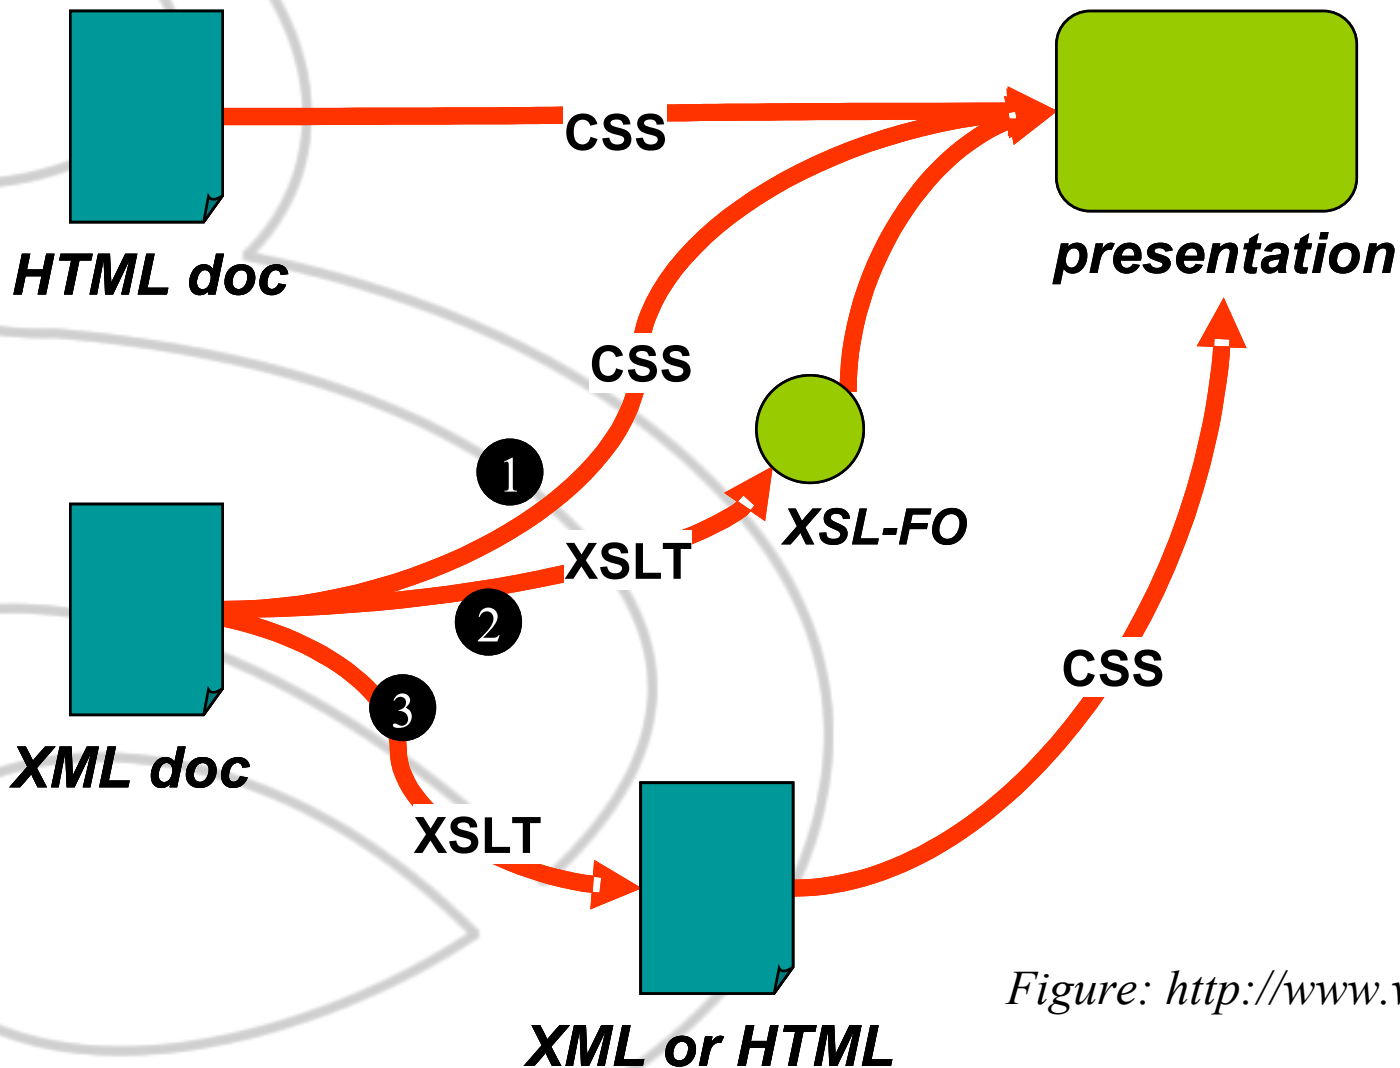 CSS
HTML doc
presentation
CSS
1
XSL-FO
XSLT
2
CSS
3
XML doc
XSLT
Figure: http://www.
XML or HTML